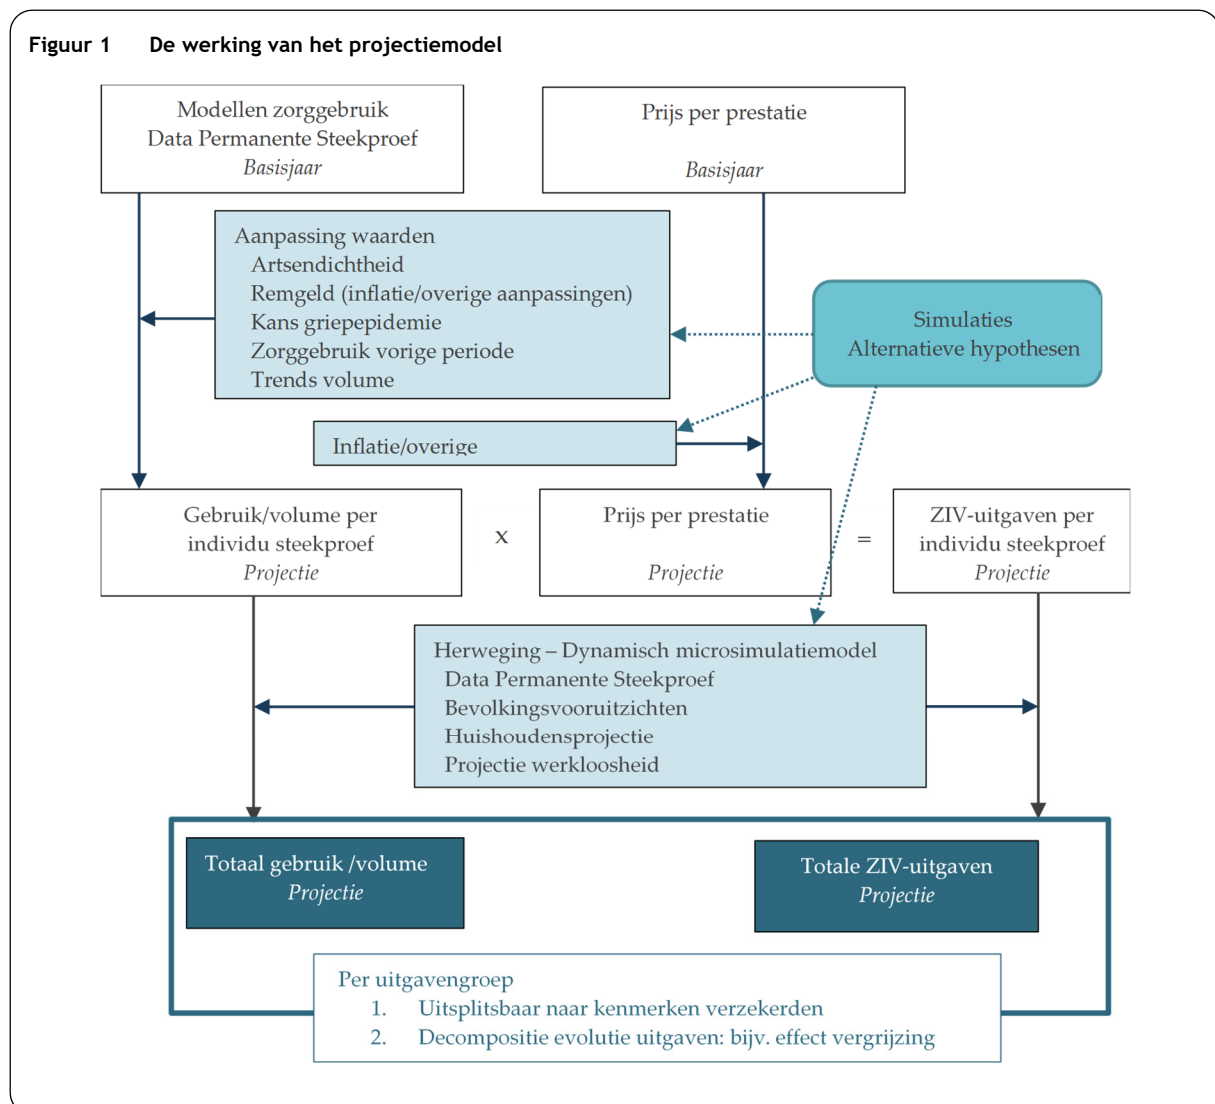 Figuur 1 De werking van het projectiemodel
Modellen zorggebruik
Data Permanente Steekproef
Basisjaar
Prijs per prestatie
Basisjaar
Aanpassing waarden
Artsendichtheid
Remgeld (inflatie/overige aanpassingen)
Kans griepepidemie
Zorggebruik vorige periode
Trends volume
Simulaties
Alternatieve hypothesen
Inflatie/overige
Gebruik/volume per
individu steekproef
Projectie
x
Prijs per prestatie
Projectie
=
ZIV-uitgaven per
individu steekproef
Projectie
Herweging – Dynamisch microsimulatiemodel
Data Permanente Steekproef
Bevolkingsvooruitzichten
Huishoudensprojectie
Projectie werkloosheid
Totaal gebruik /volume
Projectie
Totale ZIV-uitgaven
Projectie
Per uitgavengroep
1. Uitsplitsbaar naar kenmerken verzekerden
2. Decompositie evolutie uitgaven: bijv. effect vergrijzing